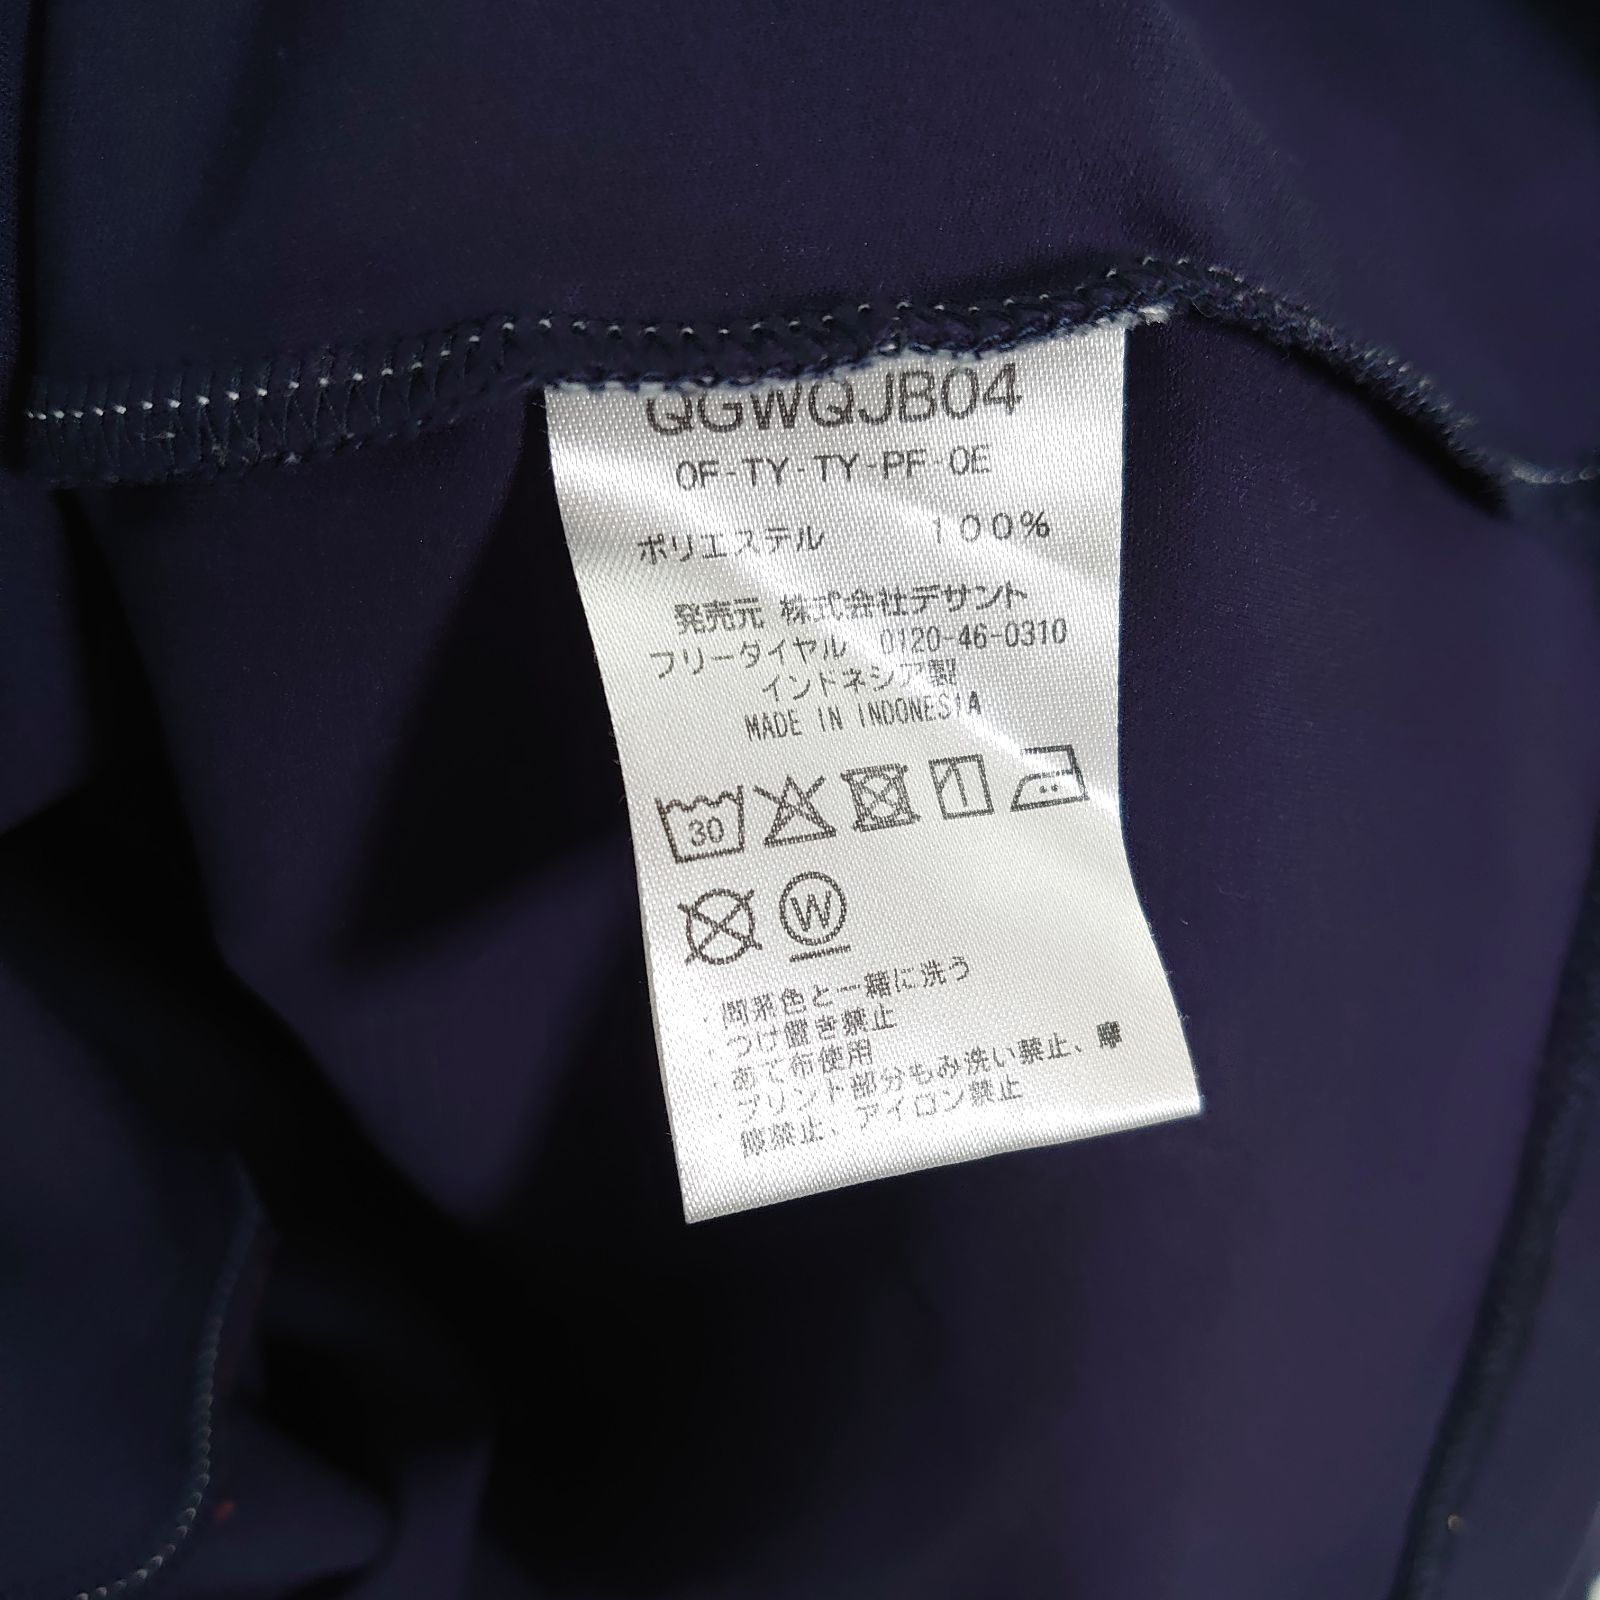 QGWQJB04
OF-TY-TY-PF-OE
ポリエステル 100%
発売元 株式会社デサント
フリーダイヤル 0120-46-0310
インドネシア製
MADE IN INDONESIA
30
W
・同系色と一緒に洗う
・つけ置き禁止
・あて布使用
・プリント部分もみ洗い禁止、摩
擦禁止、アイロン禁止